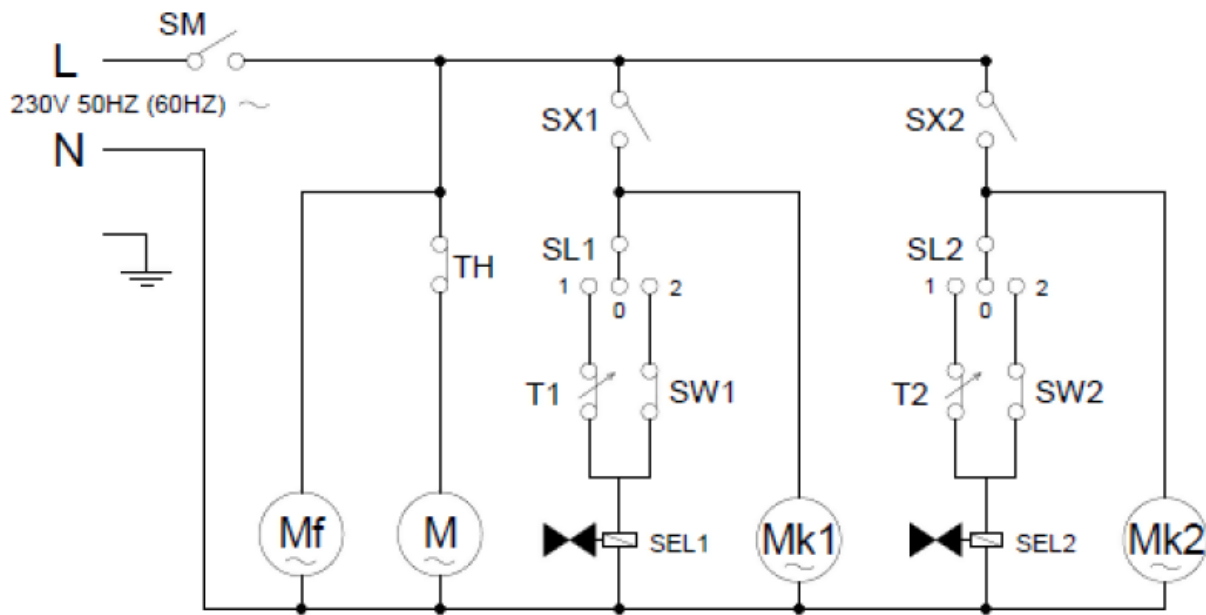 SM
L
230V 50HZ (60HZ) ~
N
SX1
SX2
SL1
SL2
TH
1
2
1
2
0
0
T1
SW1
T2
SW2
Mf
~
M
~
SEL1
Mk1
~
SEL2
Mk2
~